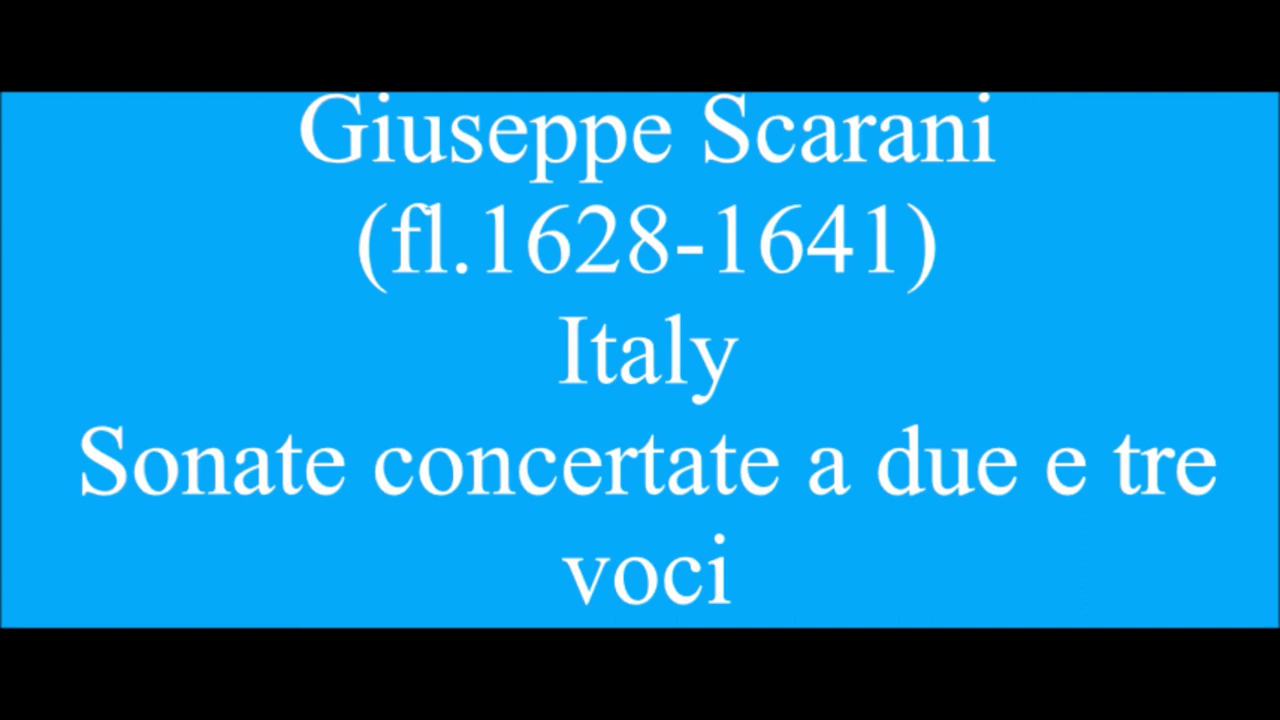 Giuseppe Scarani
(fl.1628-1641)
Italy
Sonate concertate a due e tre
voci